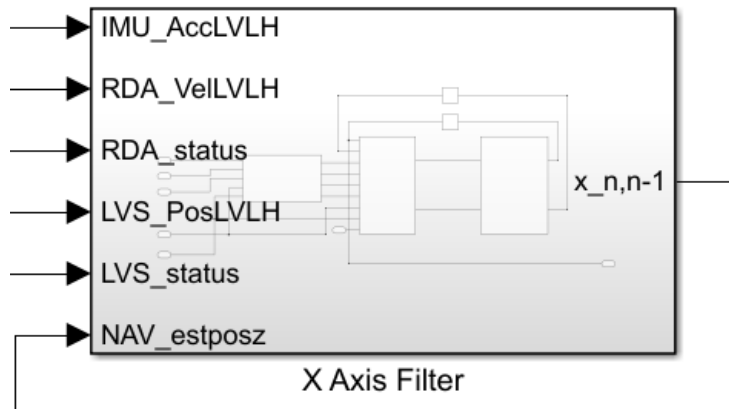 IMU_AccLVLH
RDA_VelLVLH
RDA_status
x_n,n-1
LVS_PosLVLH
LVS_status
NAV_estposz
X Axis Filter